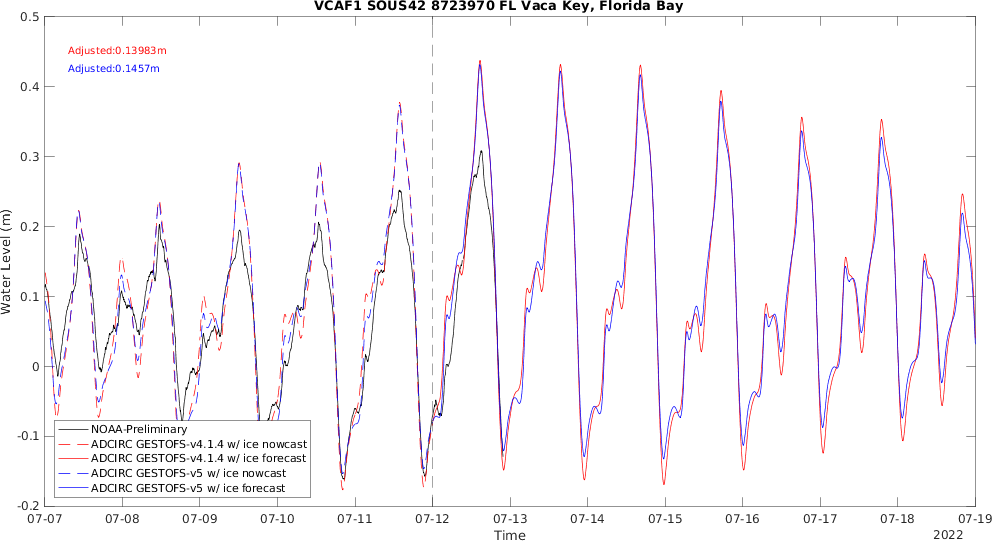 VCAF1 SOUS42 8723970 FL Vaca Key, Florida Bay
Adjusted:0.13983m
Adjusted:0.1457m
Water Level (m)
0.5
0.4
0.3
0.2
0.1
0
-0.1
-0.2
NOAA-Preliminary
ADCIRC GESTOFS-v4.1.4 w/ ice nowcast
ADCIRC GESTOFS-v4.1.4 w/ ice forecast
ADCIRC GESTOFS-v5 w/ ice nowcast
ADCIRC GESTOFS-v5 w/ ice forecast
07-07 07-08 07-09 07-10 07-11 07-12 07-13 07-14 07-15 07-16 07-17 07-18 07-19
Time
2022